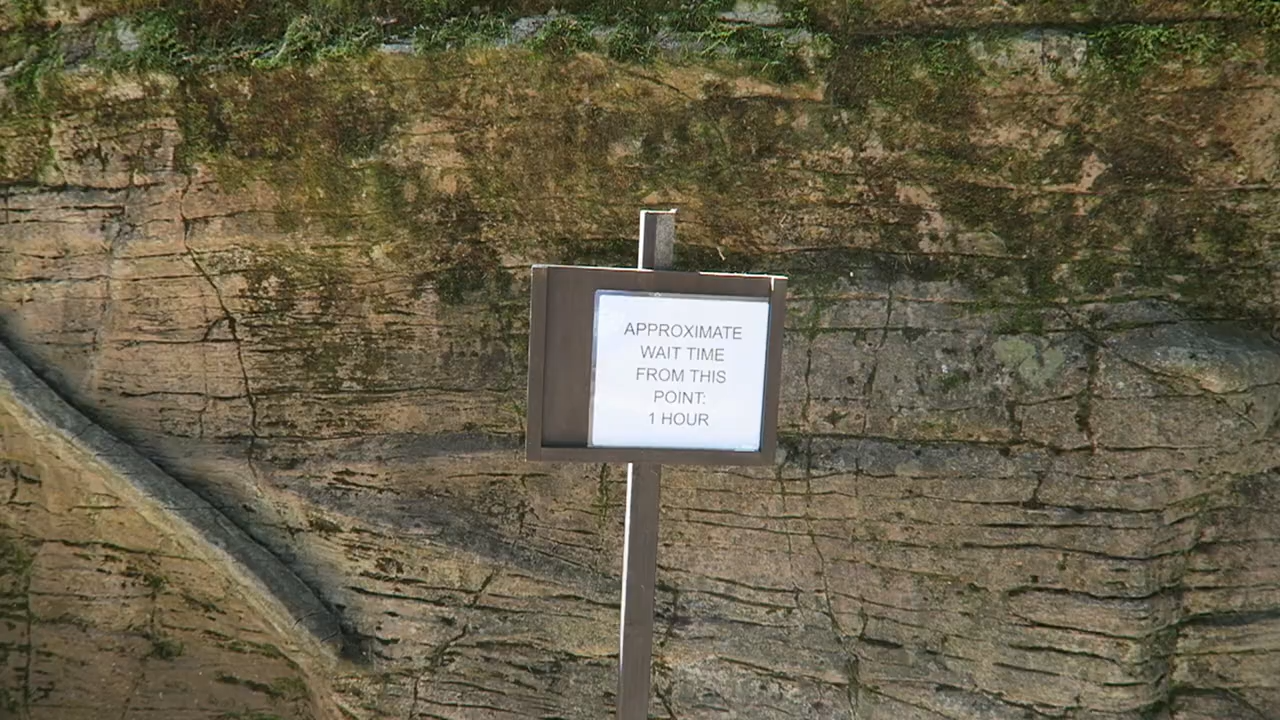 APPROXIMATE
WAIT TIME
FROM THIS
POINT:
1 HOUR